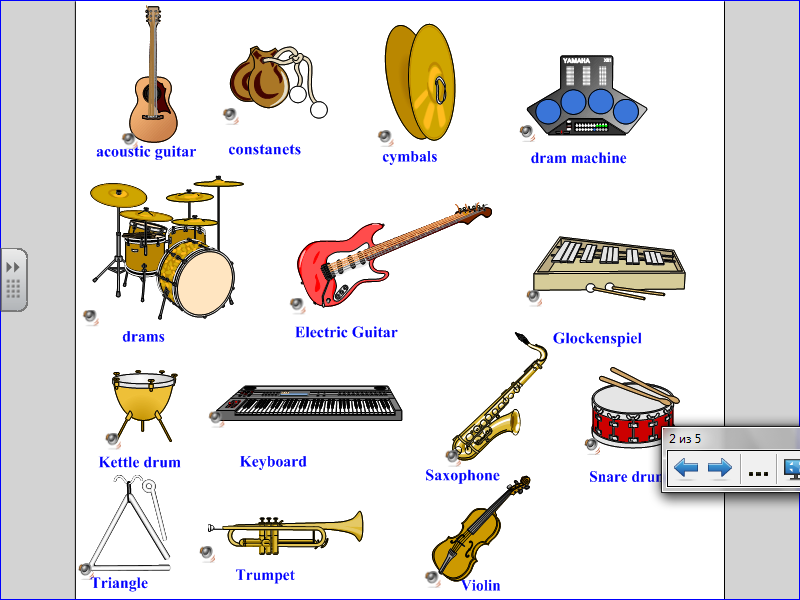 YAMAHA
acoustic guitar
constanets
cymbals
dram machine
drams
Electric Guitar
Glockenspiel
Kettle drum
Keyboard
Saxophone
Snare drum
2 из 5
Triangle
Trumpet
Violin